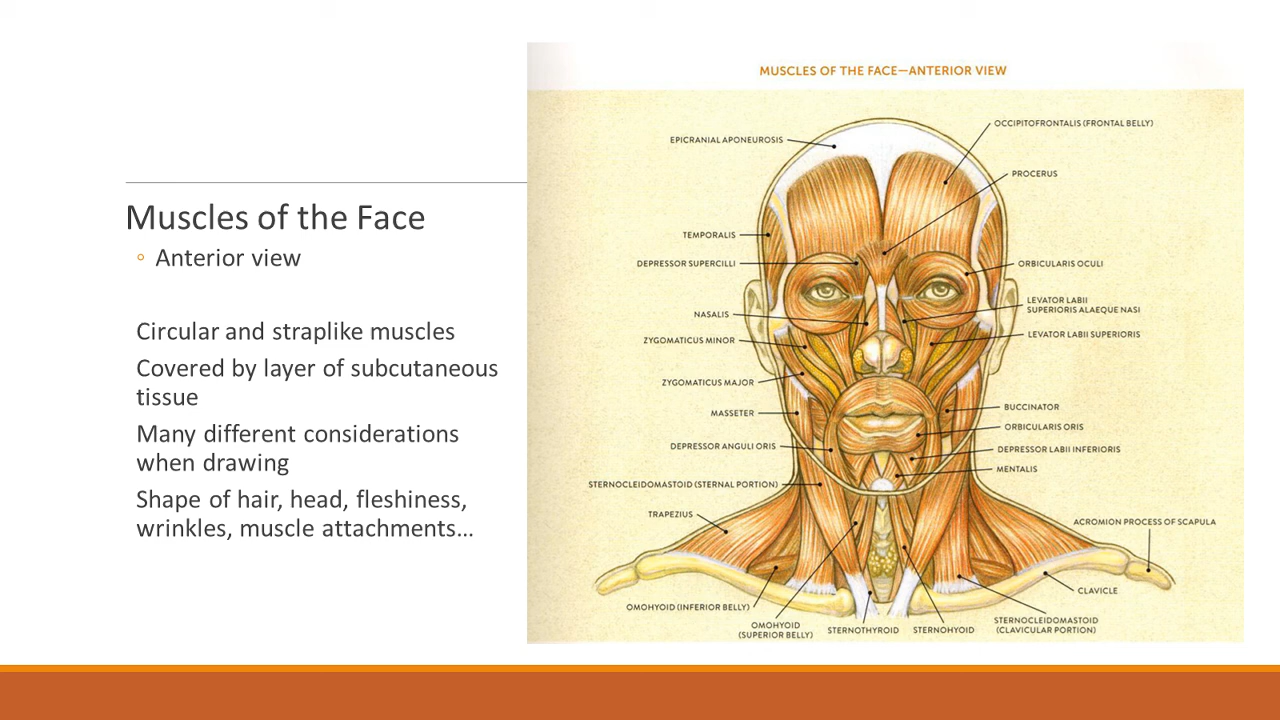 Muscles of the Face
Anterior view
Circular and straplike muscles
Covered by layer of subcutaneous
tissue
Many different considerations
when drawing
Shape of hair, head, fleshiness,
wrinkles, muscle attachments…
MUSCLES OF THE FACE—ANTERIOR VIEW
OCCIPITOFRONTALIS (FRONTAL BELLY)
EPICRANIAL APONEUROSIS
PROCERUS
TEMPORALIS
DEPRESSOR SUPERCILLI
ORBICULARIS OCULI
LEVATOR LABII
SUPERIORIS ALAEQUE NASI
NASALIS
LEVATOR LABII SUPERIORIS
ZYGOMATICUS MINOR
ZYGOMATICUS MAJOR
BUCCINATOR
MASSETER
ORBICULARIS ORIS
DEPRESSOR ANGULI ORIS
DEPRESSOR LABII INFERIORIS
MENTALIS
STERNOCLEIDOMASTOID (STERNAL PORTION)
TRAPEZIUS
ACROMION PROCESS OF SCAPULA
CLAVICLE
OMOHYOID (INFERIOR BELLY)
OMOHYOID
(SUPERIOR BELLY)
STERNOTHYROID
STERNOHYOID
STERNOCLEIDOMASTOID
(CLAVICULAR PORTION)